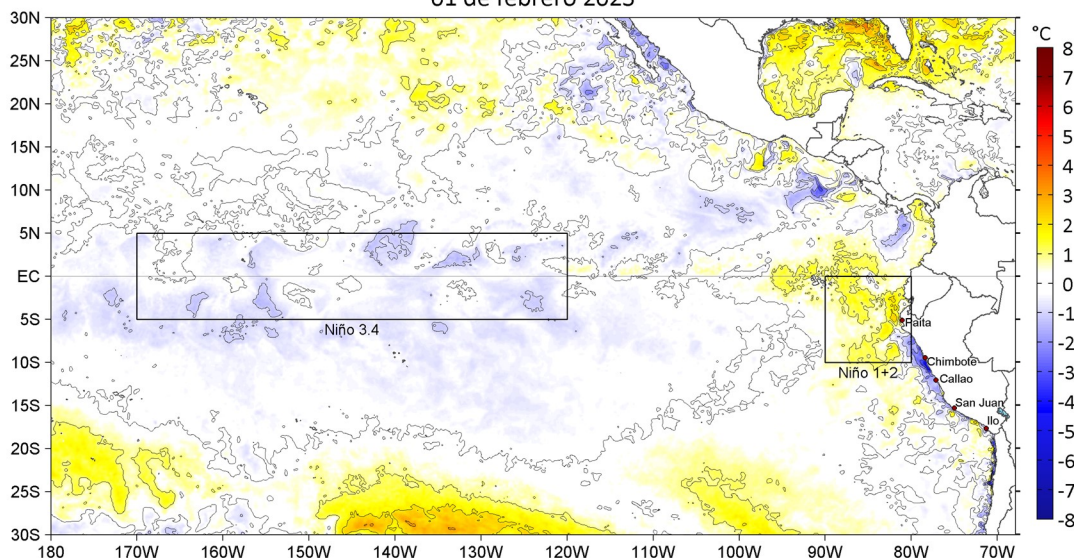 01 de febrero 2025
°C
30N
25N
20N
15N
10N
5N
EC
5S
10S
15S
20S
25S
30S
180
170W
160W
150W
140W
130W
120W
110W
100W
90W
80W
70W
Niño 3.4
Niño 1+2
Paita
Chimbote
Callao
San Juan
Ilo
8
7
6
5
4
3
2
1
0
-1
-2
-3
-4
-5
-6
-7
-8